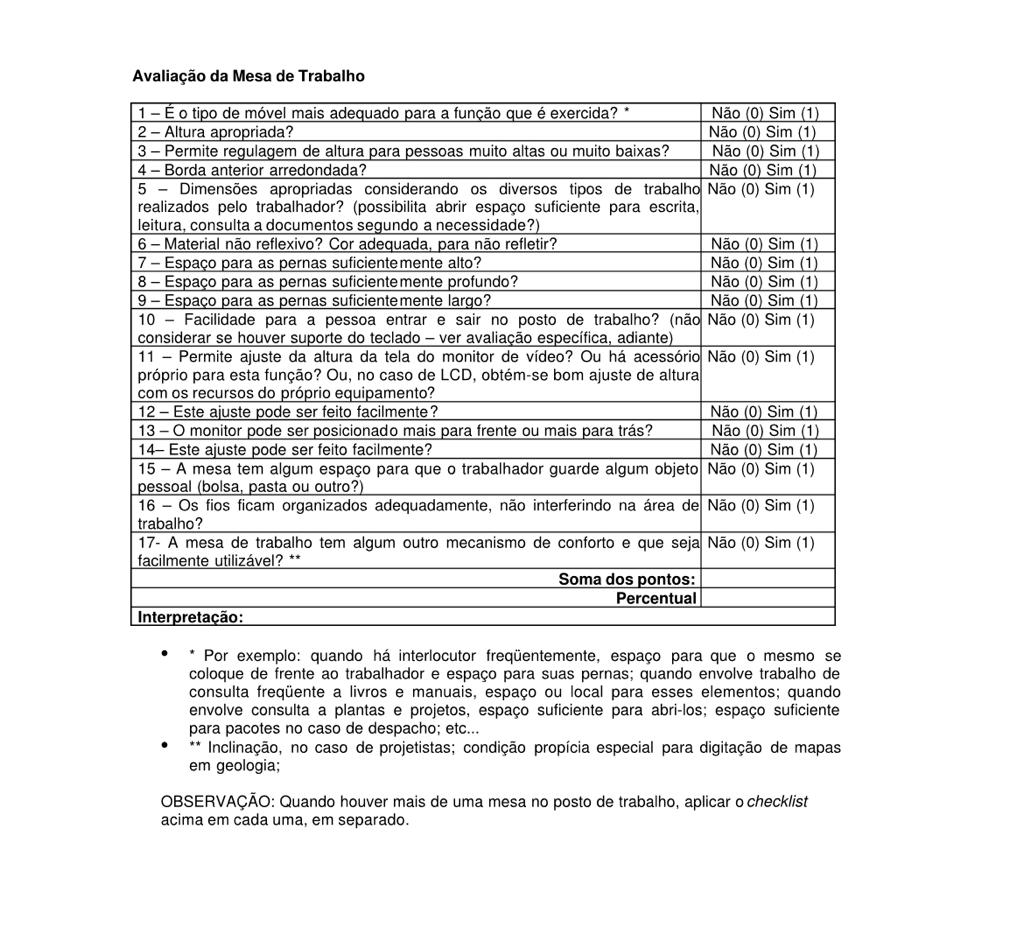 Avaliação da Mesa de Trabalho
1 – É o tipo de móvel mais adequado para a função que é exercida? * Não (0) Sim (1)
2 – Altura apropriada? Não (0) Sim (1)
3 – Permite regulagem de altura para pessoas muito altas ou muito baixas? Não (0) Sim (1)
4 – Borda anterior arredondada? Não (0) Sim (1)
5 – Dimensões apropriadas considerando os diversos tipos de trabalho Não (0) Sim (1)
realizados pelo trabalhador? (possibilita abrir espaço suficiente para escrita,
leitura, consulta a documentos segundo a necessidade?)
6 – Material não reflexivo? Cor adequada, para não refletir? Não (0) Sim (1)
7 – Espaço para as pernas suficientemente alto? Não (0) Sim (1)
8 – Espaço para as pernas suficientemente profundo? Não (0) Sim (1)
9 – Espaço para as pernas suficientemente largo? Não (0) Sim (1)
10 – Facilidade para a pessoa entrar e sair no posto de trabalho? (não Não (0) Sim (1)
considerar se houver suporte do teclado – ver avaliação específica, adiante)
11 – Permite ajuste da altura da tela do monitor de vídeo? Ou há acessório Não (0) Sim (1)
próprio para esta função? Ou, no caso de LCD, obtém-se bom ajuste de altura
com os recursos do próprio equipamento?
12 – Este ajuste pode ser feito facilmente? Não (0) Sim (1)
13 – O monitor pode ser posicionado mais para frente ou mais para trás? Não (0) Sim (1)
14– Este ajuste pode ser feito facilmente? Não (0) Sim (1)
15 – A mesa tem algum espaço para que o trabalhador guarde algum objeto Não (0) Sim (1)
pessoal (bolsa, pasta ou outro?)
16 – Os fios ficam organizados adequadamente, não interferindo na área de Não (0) Sim (1)
trabalho?
17- A mesa de trabalho tem algum outro mecanismo de conforto e que seja Não (0) Sim (1)
facilmente utilizável? **
Soma dos pontos:
Percentual
Interpretação:
• * Por exemplo: quando há interlocutor freqüentemente, espaço para que o mesmo se
coloque de frente ao trabalhador e espaço para suas pernas; quando envolve trabalho de
consulta freqüente a livros e manuais, espaço ou local para esses elementos; quando
envolve consulta a plantas e projetos, espaço suficiente para abri-los; espaço suficiente
para pacotes no caso de despacho; etc...
• ** Inclinação, no caso de projetistas; condição propícia especial para digitação de mapas
em geologia;
OBSERVAÇÃO: Quando houver mais de uma mesa no posto de trabalho, aplicar o checklist
acima em cada uma, em separado.